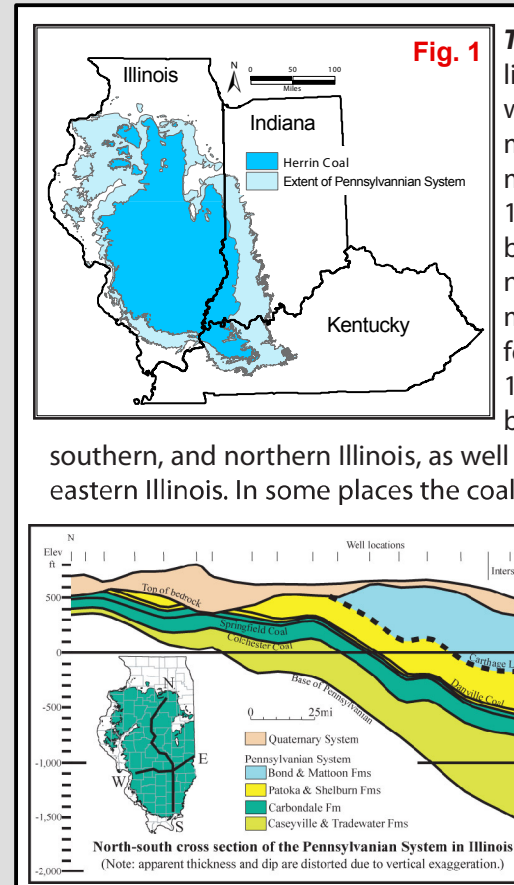 Fig. 1
Illinois
N
0 50 100
Miles
Indiana
Herrin Coal
Extent of Pennsylvannian System
Kentucky
southern, and northern Illinois, as well
eastern Illinois. In some places the coal
N
Well locations
Elev
ft
Inters
Top of bedrock
500
Springfield Coal
Colchester Coal
Carthage L
0
Base of Pennsylvanian
Danville Coal
N
-500
0 25mi
Quaternary System
E
Pennsylvanian System
-1,000
W
Bond & Mattoon Fms
Patoka & Shelburn Fms
Carbondale Fm
-1,500
Caseyville & Tradewater Fms
S
North-south cross section of the Pennsylvanian System in Illinois
(Note: apparent thickness and dip are distorted due to vertical exaggeration.)
-2,000